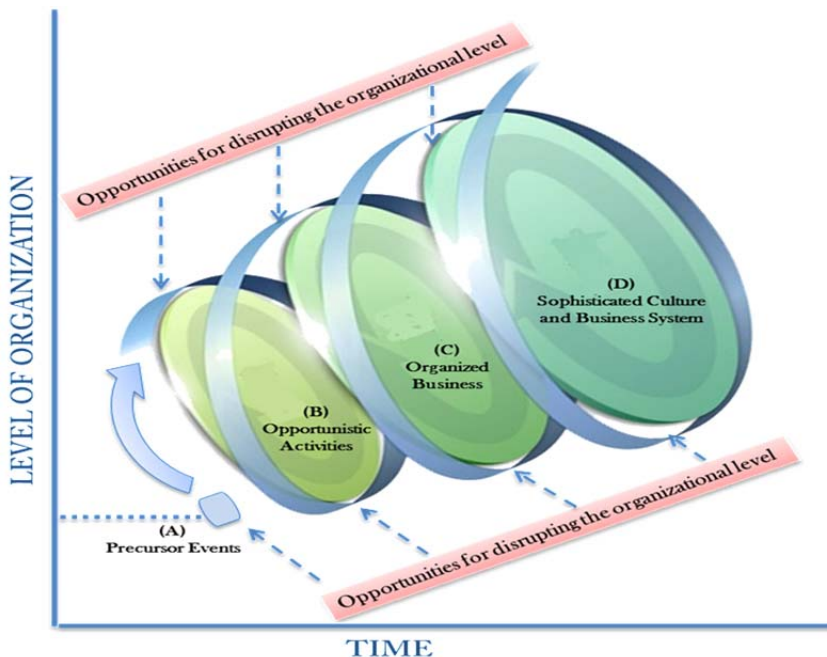 Opportunities for disrupting the organizational level
LEVEL OF ORGANIZATION
(D)
Sophisticated Culture
and Business System
(C)
Organized
Business
(B)
Opportunistic
Activities
(A)
Precursor Events
Opportunities for disrupting the organizational level
TIME